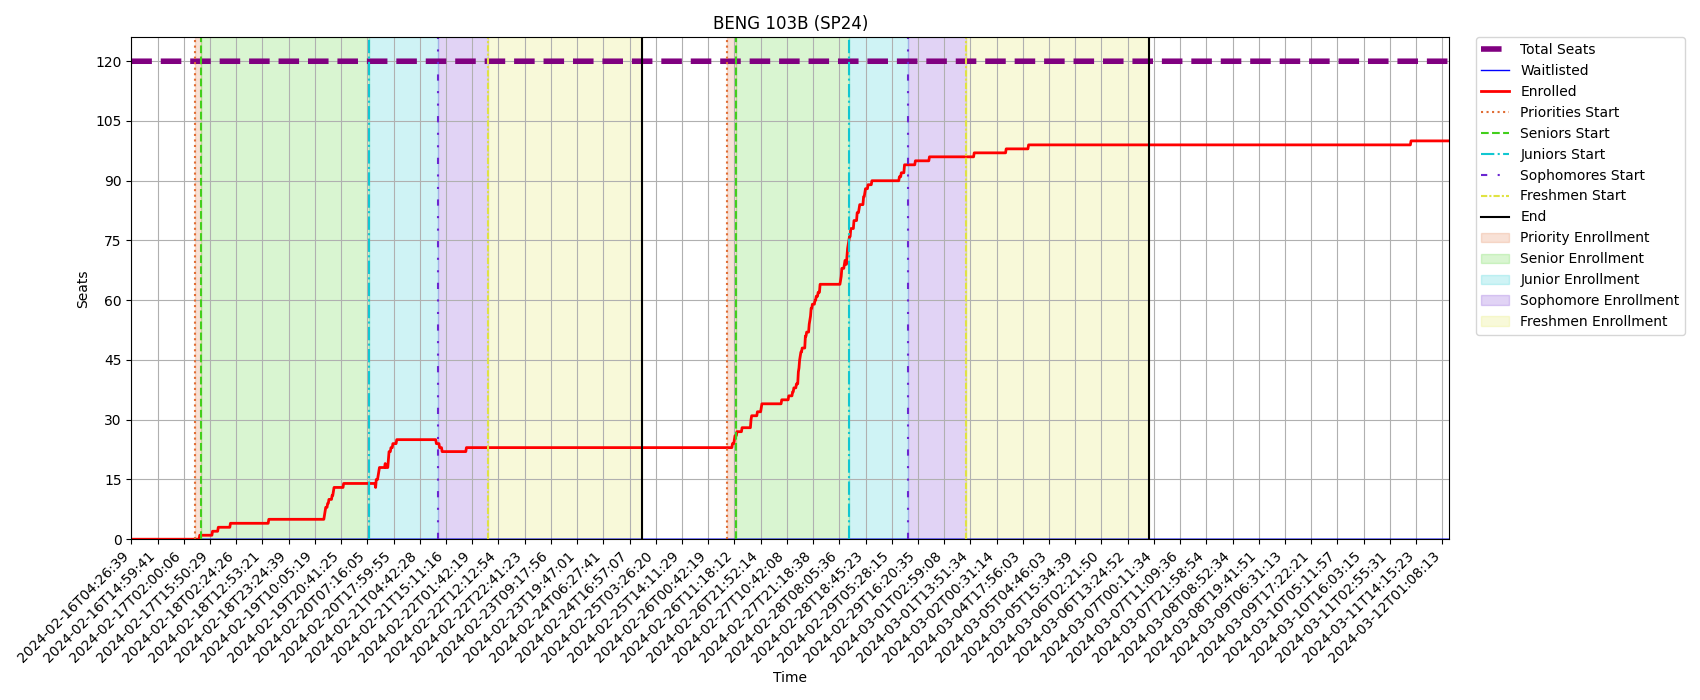 BENG 103B (SP24)
Seats
120
105
90
75
60
45
30
15
0
2024-02-16T04:26:39
2024-02-16T14:59:41
2024-02-17T02:00:06
2024-02-17T15:50:29
2024-02-18T02:24:26
2024-02-18T12:53:21
2024-02-18T23:24:39
2024-02-19T10:05:19
2024-02-19T20:41:25
2024-02-20T07:16:05
2024-02-20T17:59:55
2024-02-21T04:42:28
2024-02-21T15:11:16
2024-02-22T01:42:19
2024-02-22T12:12:54
2024-02-22T22:41:23
2024-02-23T09:17:56
2024-02-23T19:47:01
2024-02-24T06:27:41
2024-02-24T16:57:07
2024-02-25T03:26:20
2024-02-25T14:11:29
2024-02-26T00:42:19
2024-02-26T11:18:12
2024-02-26T21:52:14
2024-02-27T10:42:08
2024-02-27T21:18:38
2024-02-28T08:05:36
2024-02-28T18:45:23
2024-02-29T05:28:15
2024-02-29T16:20:35
2024-03-01T02:59:08
2024-03-01T13:51:34
2024-03-02T00:31:14
2024-03-04T17:56:03
2024-03-05T04:46:03
2024-03-05T15:34:39
2024-03-06T02:21:50
2024-03-06T13:24:52
2024-03-07T00:11:34
2024-03-07T11:09:36
2024-03-07T21:58:54
2024-03-08T08:52:34
2024-03-08T19:41:51
2024-03-09T06:31:13
2024-03-09T17:22:21
2024-03-10T05:11:57
2024-03-10T16:03:15
2024-03-11T02:55:31
2024-03-11T14:15:23
2024-03-12T01:08:13
Time
Total Seats
Waitlisted
Enrolled
Priorities Start
Seniors Start
Juniors Start
Sophomores Start
Freshmen Start
End
Priority Enrollment
Senior Enrollment
Junior Enrollment
Sophomore Enrollment
Freshmen Enrollment